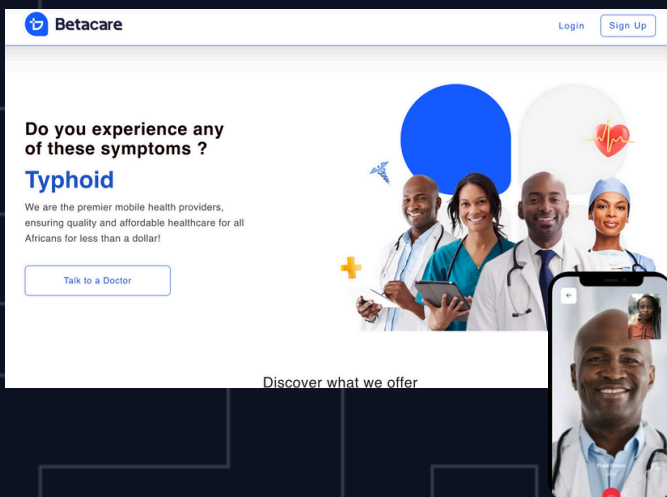 Betacare
Login
Sign Up
Do you experience any
of these symptoms ?
Typhoid
We are the premier mobile health providers,
ensuring quality and affordable healthcare for all
Africans for less than a dollar!
Talk to a Doctor
Discover what we offer